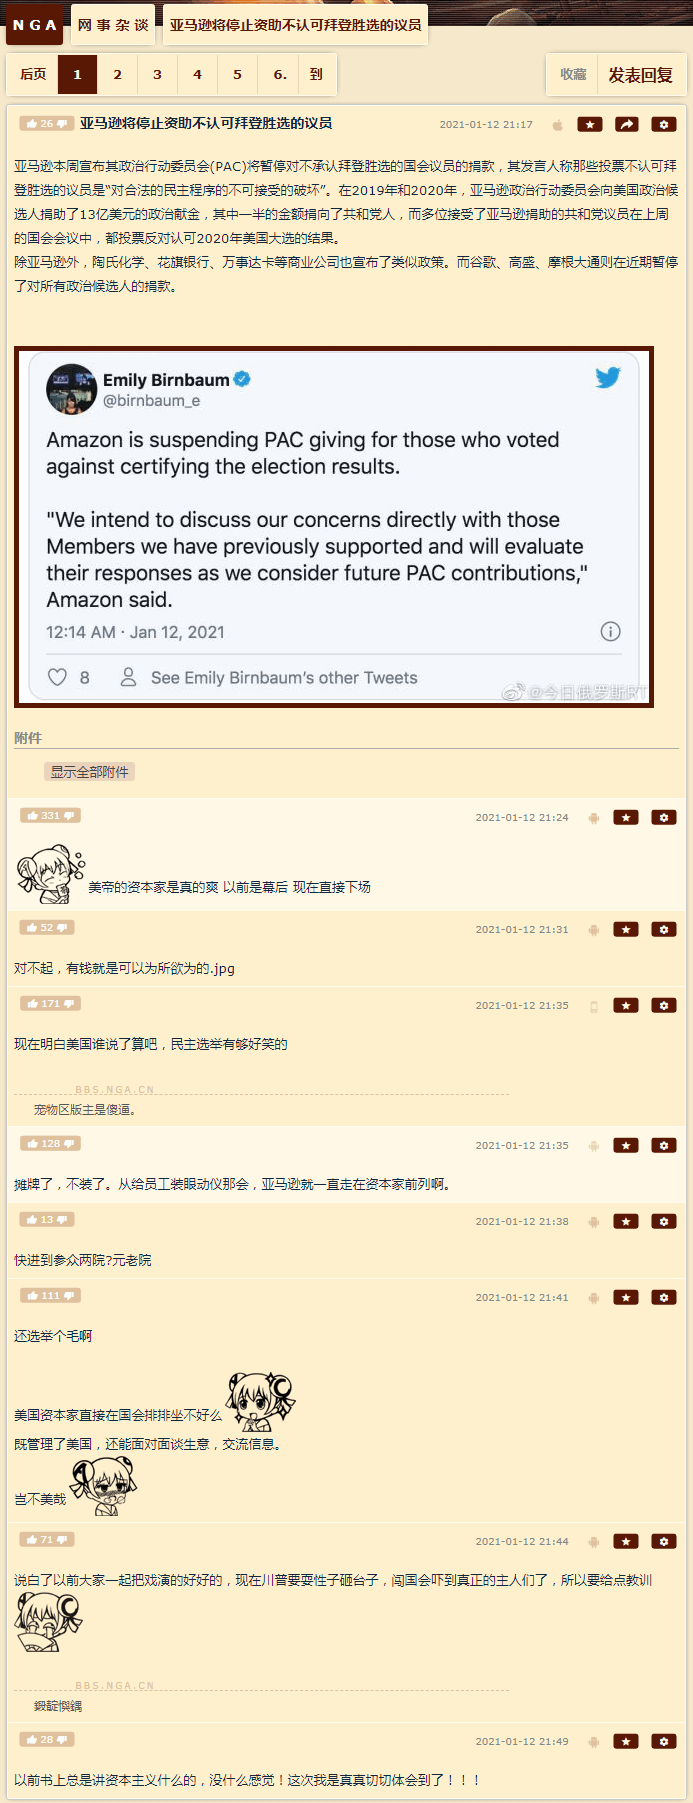 NGA 网事杂谈 亚马逊将停止资助不认可拜登胜选的议员
后页 1 2 3 4 5 6. 到 收藏 发表回复
26 亚马逊将停止资助不认可拜登胜选的议员 2021-01-12 21:17
亚马逊本周宣布其政治行动委员会(PAC)将暂停对不承认拜登胜选的国会议员的捐款，其发言人称那些投票不认可拜
登胜选的议员是“对合法的民主程序的不可接受的破坏”。在2019年和2020年，亚马逊政治行动委员会向美国政治候
选人捐助了13亿美元的政治献金，其中一半的金额捐向了共和党人，而多位接受了亚马逊捐助的共和党议员在上周
的国会会议中，都投票反对认可2020年美国大选的结果。
除亚马逊外，陶氏化学、花旗银行、万事达卡等商业公司也宣布了类似政策。而谷歌、高盛、摩根大通则在近期暂停
了对所有政治候选人的捐款。
Emily Birnbaum
@birnbaum_e
Amazon is suspending PAC giving for those who voted
against certifying the election results.
"We intend to discuss our concerns directly with those
Members we have previously supported and will evaluate
their responses as we consider future PAC contributions,"
Amazon said.
12:14 AM · Jan 12, 2021
8 See Emily Birnbaum's other Tweets
@今日俄罗斯RT
附件
显示全部附件
331 2021-01-12 21:24
美帝的资本家是真的爽 以前是幕后 现在直接下场
52 2021-01-12 21:31
对不起，有钱就是可以为所欲为的.jpg
171 2021-01-12 21:35
现在明白美国谁说了算吧，民主选举有够好笑的
BBS.NGA.CN
宠物区版主是傻逼。
128 2021-01-12 21:35
摊牌了，不装了。从给员工装眼动仪那会，亚马逊就一直走在资本家前列啊。
13 2021-01-12 21:38
快进到参众两院?元老院
111 2021-01-12 21:41
还选举个毛啊
美国资本家直接在国会排排坐不好么
既管理了美国，还能面对面谈生意，交流信息。
岂不美哉
71 2021-01-12 21:44
说白了以前大家一起把戏演的好好的，现在川普要耍性子砸台子，闯国会吓到真正的主人们了，所以要给点教训
BBS.NGA.CN
28 2021-01-12 21:49
以前书上总是讲资本主义什么的，没什么感觉！这次我是真真切切体会到了！！！